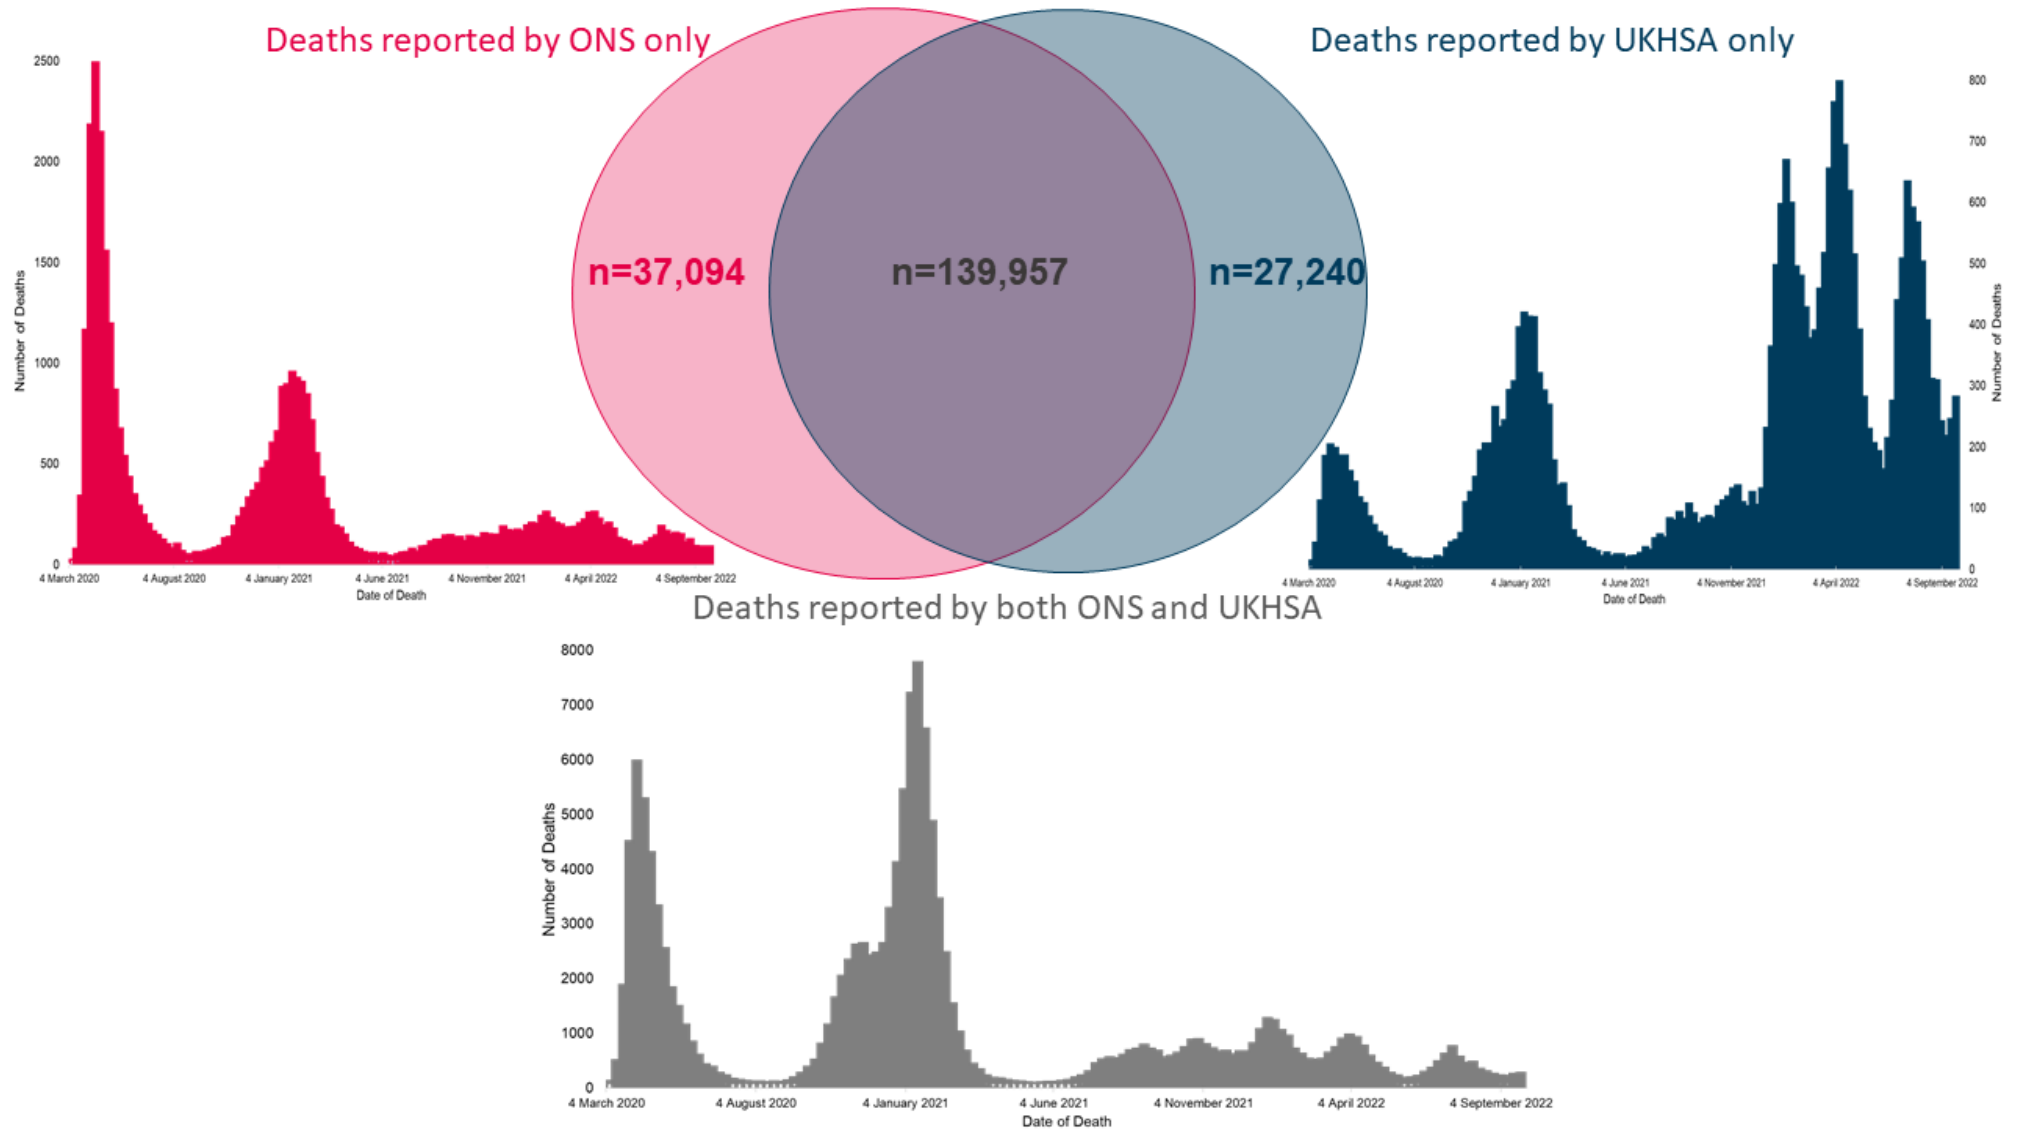 Deaths reported by ONS only
2500
2000
1500
1000
500
0
Number of Deaths
4 March 2020 4 August 2020 4 January 2021 4 June 2021 4 November 2021 4 April 2022 4 September 2022
Date of Death
n=37,094
n=139,957
n=27,240
Deaths reported by UKHSA only
800
700
600
500
400
300
200
100
0
Number of Deaths
4 March 2020 4 August 2020 4 January 2021 4 June 2021 4 November 2021 4 April 2022 4 September 2022
Date of Death
Deaths reported by both ONS and UKHSA
8000
7000
6000
5000
4000
3000
2000
1000
0
Number of Deaths
4 March 2020 4 August 2020 4 January 2021 4 June 2021 4 November 2021 4 April 2022 4 September 2022
Date of Death